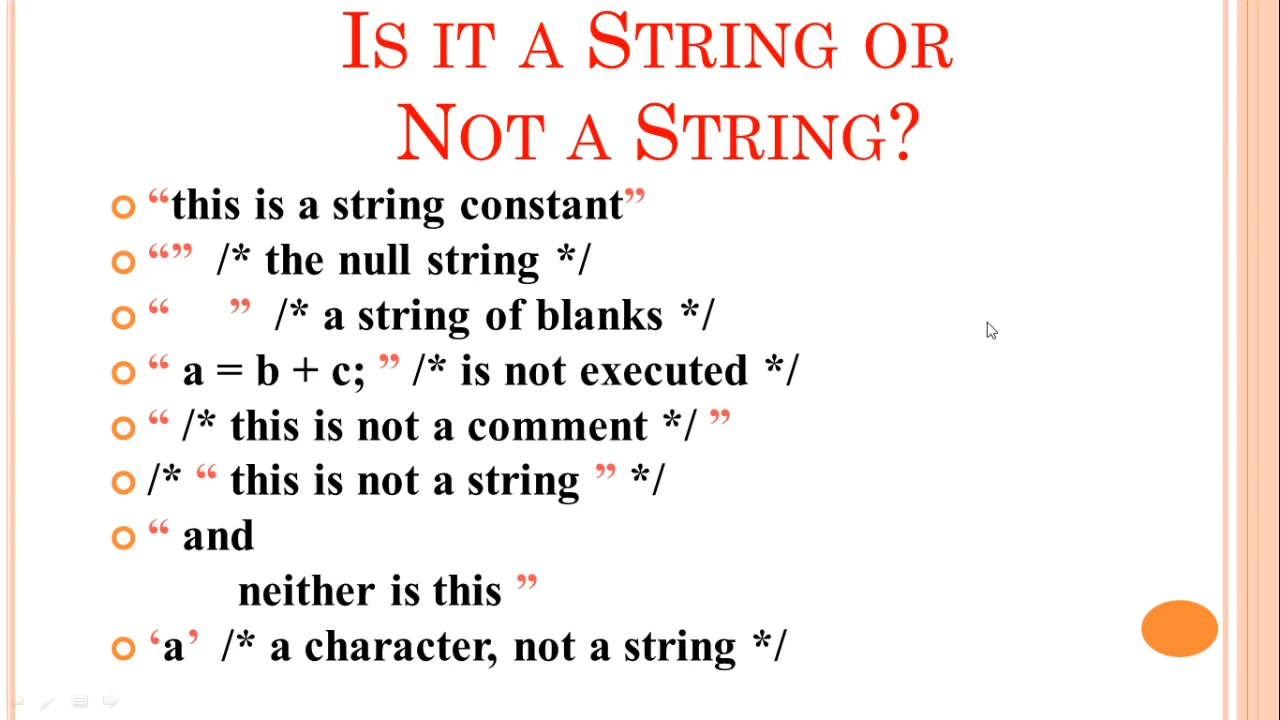 IS IT A STRING OR
NOT A STRING?
“this is a string constant”
“” /* the null string */
“ ” /* a string of blanks */
“ a = b + c; ” /* is not executed */
“ /* this is not a comment */ ”
/* “ this is not a string ” */
“ and
neither is this ”
‘a’ /* a character, not a string */